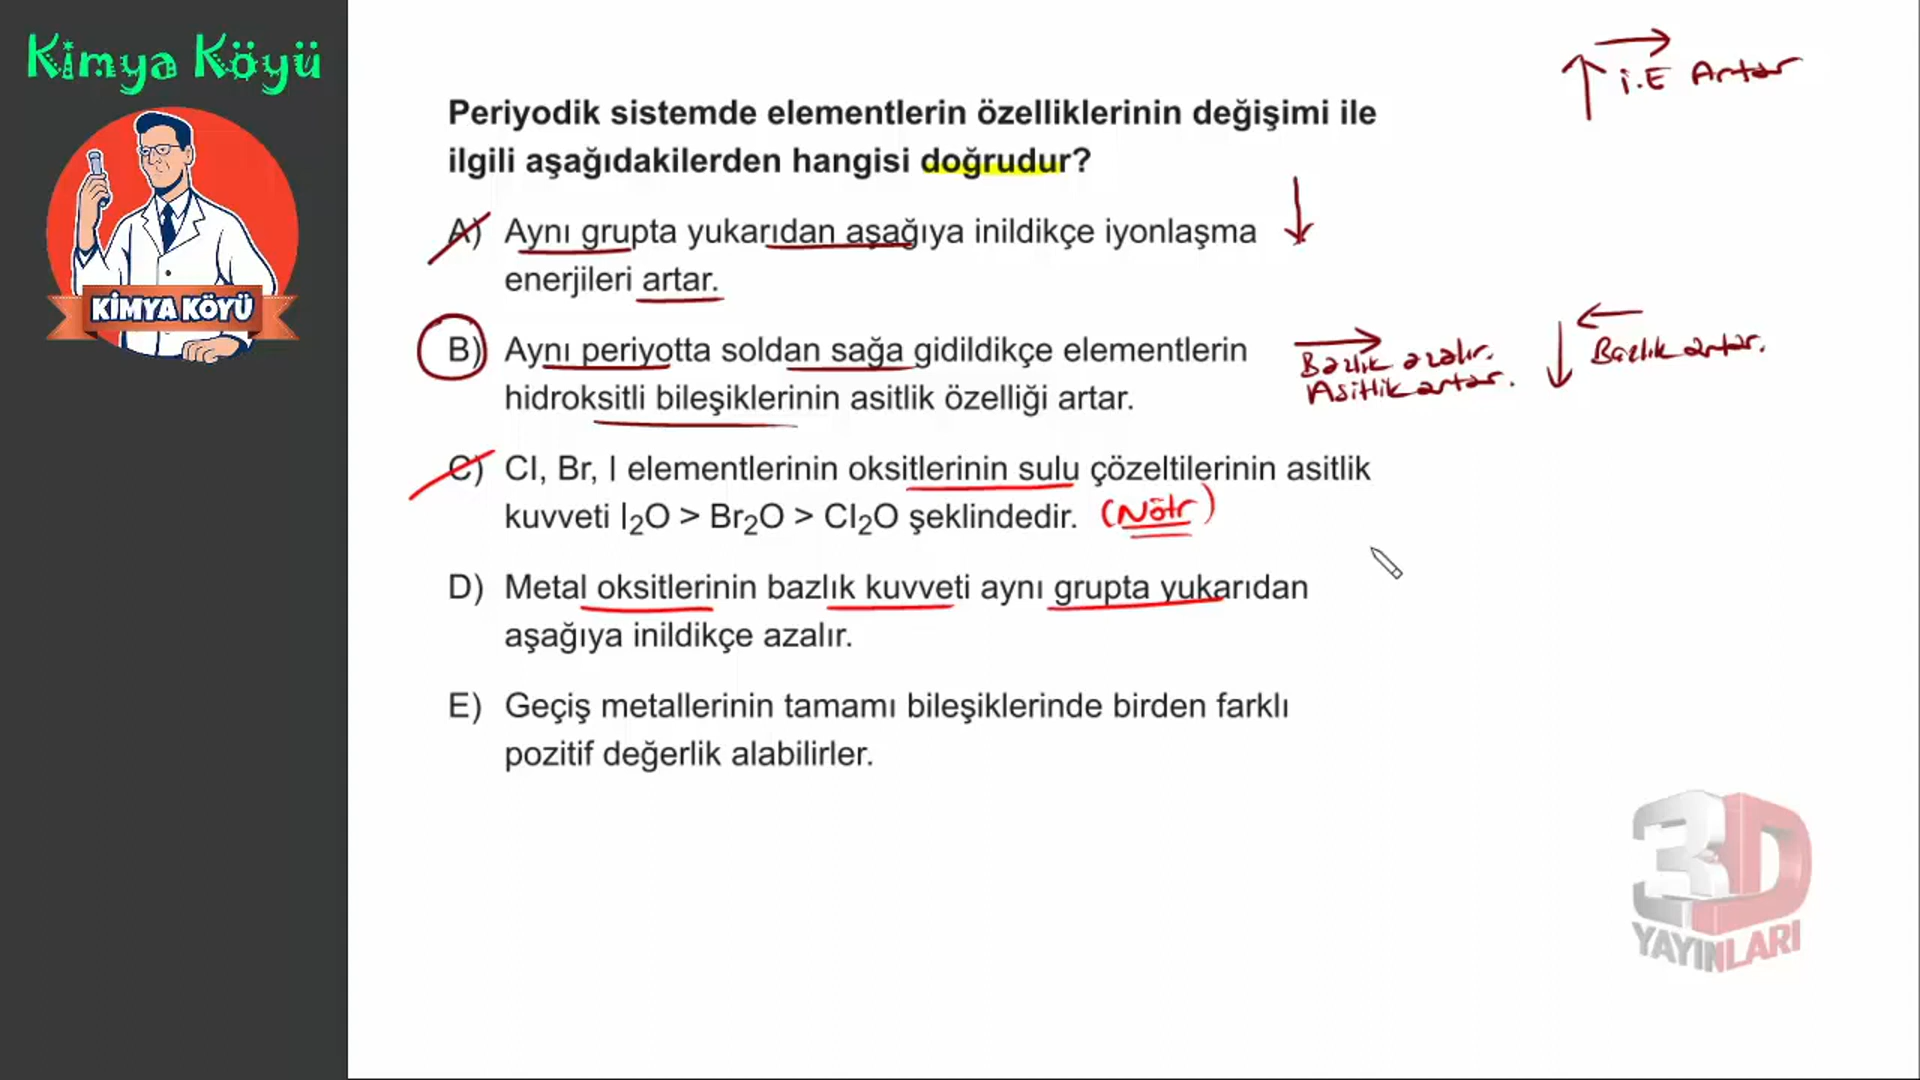 Kimya Köyü
KİMYA KÖYÜ
i.E Artar
Periyodik sistemde elementlerin özelliklerinin değişimi ile
ilgili aşağıdakilerden hangisi doğrudur?
A) Aynı grupta yukarıdan aşağıya inildikçe iyonlaşma
enerjileri artar.
B) Aynı periyotta soldan sağa gidildikçe elementlerin
hidroksitli bileşiklerinin asitlik özelliği artar.
Bazlık azalır.
Asitlik artar.
Bazlık artar.
C) Cl, Br, I elementlerinin oksitlerinin sulu çözeltilerinin asitlik
kuvveti I₂O > Br₂O > Cl₂O şeklindedir. (Nötr)
D) Metal oksitlerinin bazlık kuvveti aynı grupta yukarıdan
aşağıya inildikçe azalır.
E) Geçiş metallerinin tamamı bileşiklerinde birden farklı
pozitif değerlik alabilirler.
3D
YAYINLARI